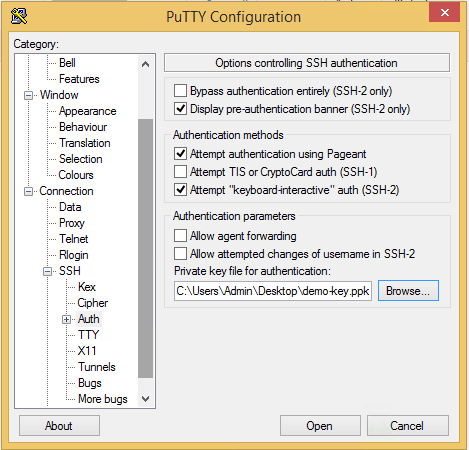 PuTTY Configuration
Category:
Bell
Features
Window
Appearance
Behaviour
Translation
Selection
Colours
Connection
Data
Proxy
Telnet
Rlogin
SSH
Kex
Cipher
Auth
TTY
X11
Tunnels
Bugs
More bugs
Options controlling SSH authentication
Bypass authentication entirely (SSH-2 only)
Display pre-authentication banner (SSH-2 only)
Authentication methods
Attempt authentication using Pageant
Attempt TIS or CryptoCard auth (SSH-1)
Attempt "keyboard-interactive" auth (SSH-2)
Authentication parameters
Allow agent forwarding
Allow attempted changes of username in SSH-2
Private key file for authentication:
C:\Users\Admin\Desktop\demo-key.ppk
Browse...
About
Open
Cancel